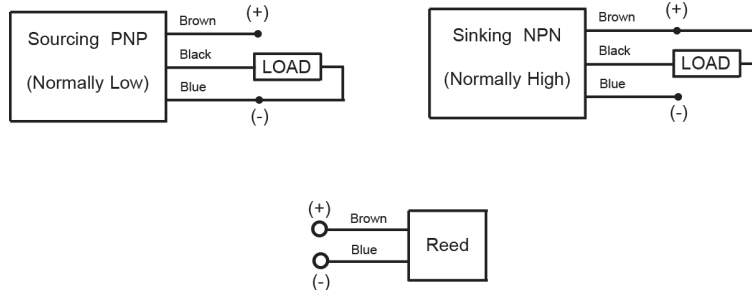 Sourcing PNP
(Normally Low)
Brown
(+)
Black
LOAD
Blue
(-)
Sinking NPN
(Normally High)
Brown
(+)
Black
LOAD
Blue
(-)
(+)
Brown
Blue
(-)
Reed